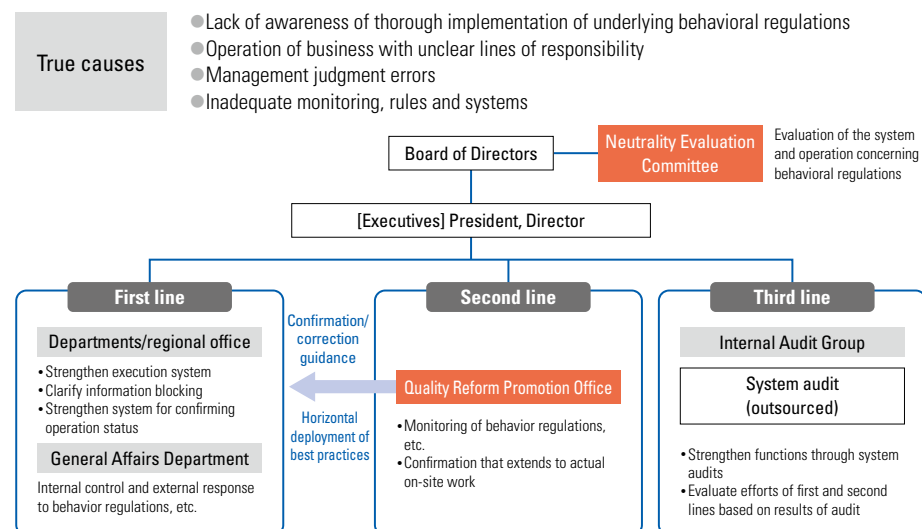 True causes
●Lack of awareness of thorough implementation of underlying behavioral regulations
●Operation of business with unclear lines of responsibility
●Management judgment errors
●Inadequate monitoring, rules and systems
Board of Directors
Neutrality Evaluation
Committee
Evaluation of the system
and operation concerning
behavioral regulations
[Executives] President, Director
First line
Departments/regional office
•Strengthen execution system
•Clarify information blocking
•Strengthen system for confirming
operation status
General Affairs Department
Internal control and external response
to behavior regulations, etc.
Confirmation/
correction
guidance
Horizontal
deployment of
best practices
Second line
Quality Reform Promotion Office
•Monitoring of behavior regulations,
etc.
•Confirmation that extends to actual
on-site work
Third line
Internal Audit Group
System audit
(outsourced)
•Strengthen functions through system
audits
•Evaluate efforts of first and second
lines based on results of audit